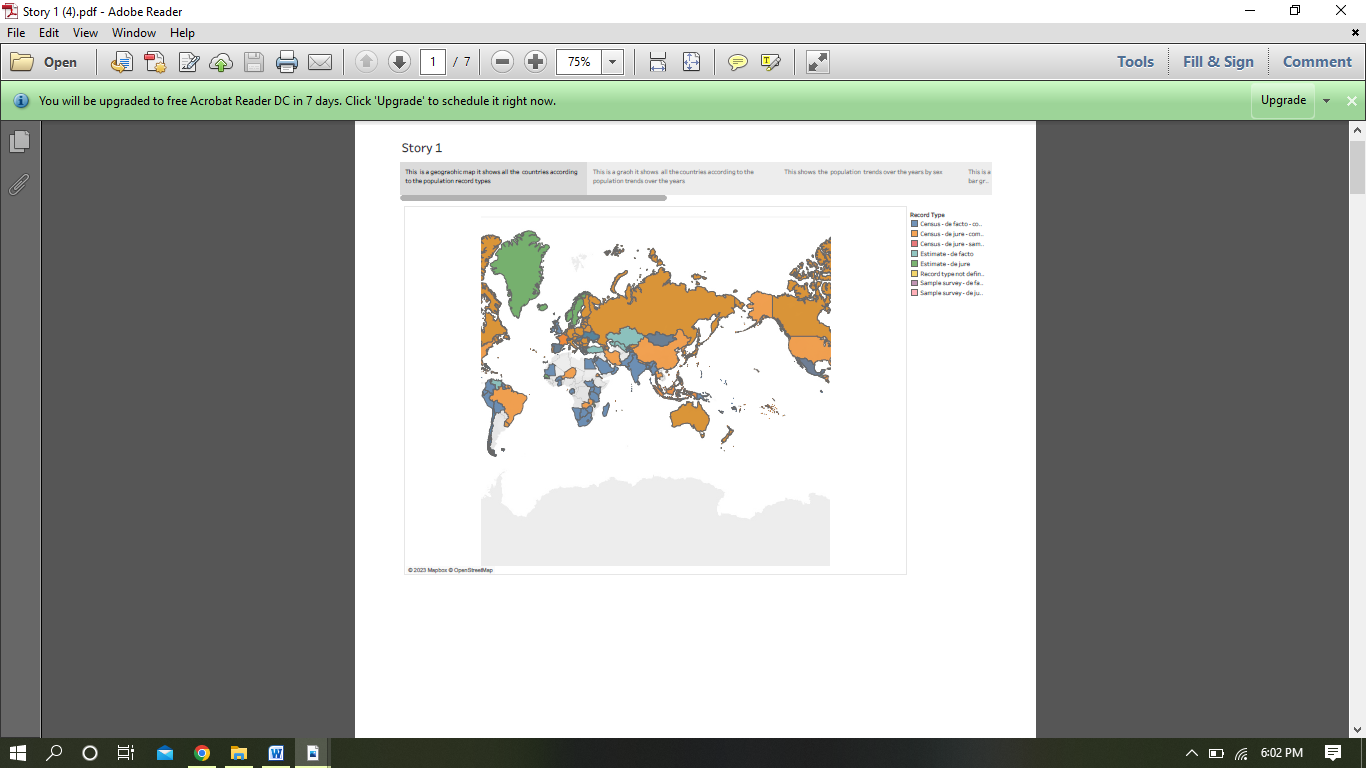 Story 1 (4).pdf - Adobe Reader
File Edit View Window Help
Open 1 / 7 75% Tools Fill & Sign Comment
You will be upgraded to free Acrobat Reader DC in 7 days. Click 'Upgrade' to schedule it right now. Upgrade
Story 1
This is a geograohic map it shows all the countries according
to the population record types
This is a graoh it shows all the countries according to the
population trends over the years
This shows the population trends over the years by sex
This is a
bar gr..
Record Type
Census - de facto - co..
Census - de jure - com..
Census - de jure - sam..
Estimate - de facto
Estimate - de jure
Record type not defin..
Sample survey - de fa..
Sample survey - de ju..
© 2023 Mapbox © OpenStreetMap
6:02 PM